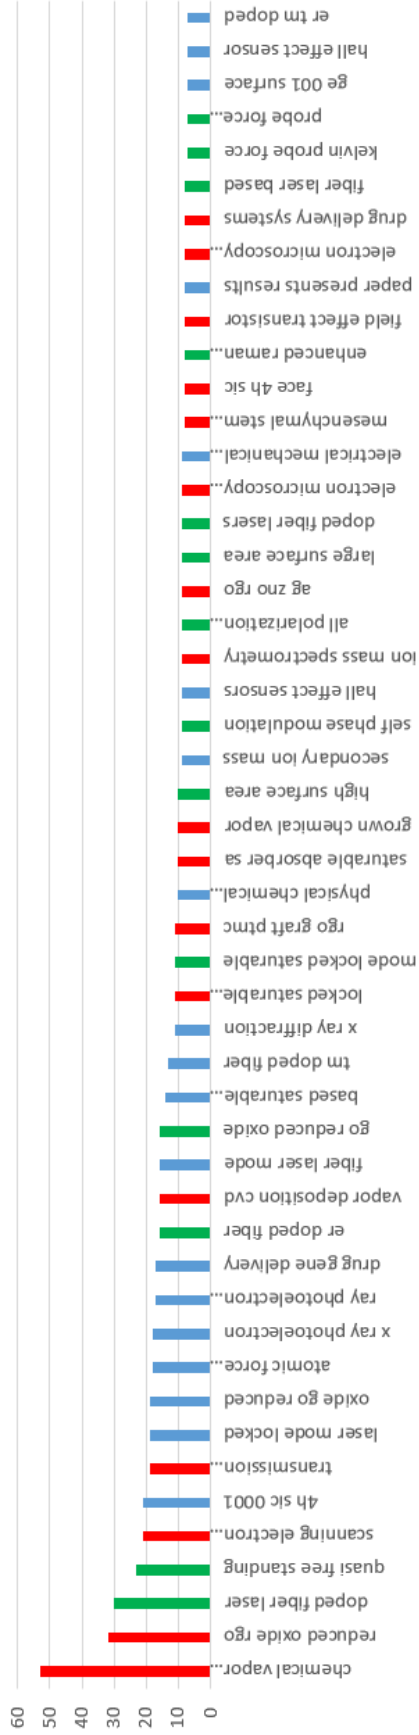 er tm doped
hall effect sensor
ge 001 surface
probe force...
kelvin probe force
fiber laser based
drug delivery systems
electron microscopy...
paper presents results
field effect transistor
enhanced raman...
face 4h sic
mesenchymal stem...
electrical mechanical...
electron microscopy...
doped fiber lasers
large surface area
ag zno rgo
all polarization...
ion mass spectrometry
hall effect sensors
self phase modulation
secondary ion mass
high surface area
grown chemical vapor
saturable absorber sa
physical chemical...
rgo graft ptmc
mode locked saturable
locked saturable...
x ray diffraction
tm doped fiber
based saturable...
go reduced oxide
fiber laser mode
vapor deposition cvd
er doped fiber
drug gene delivery
ray photoelectron...
x ray photoelectron
atomic force...
oxide go reduced
laser mode locked
transmission...
4h sic 0001
scanning electron...
quasi free standing
doped fiber laser
reduced oxide rgo
chemical vapor...
60
50
40
30
20
10
0